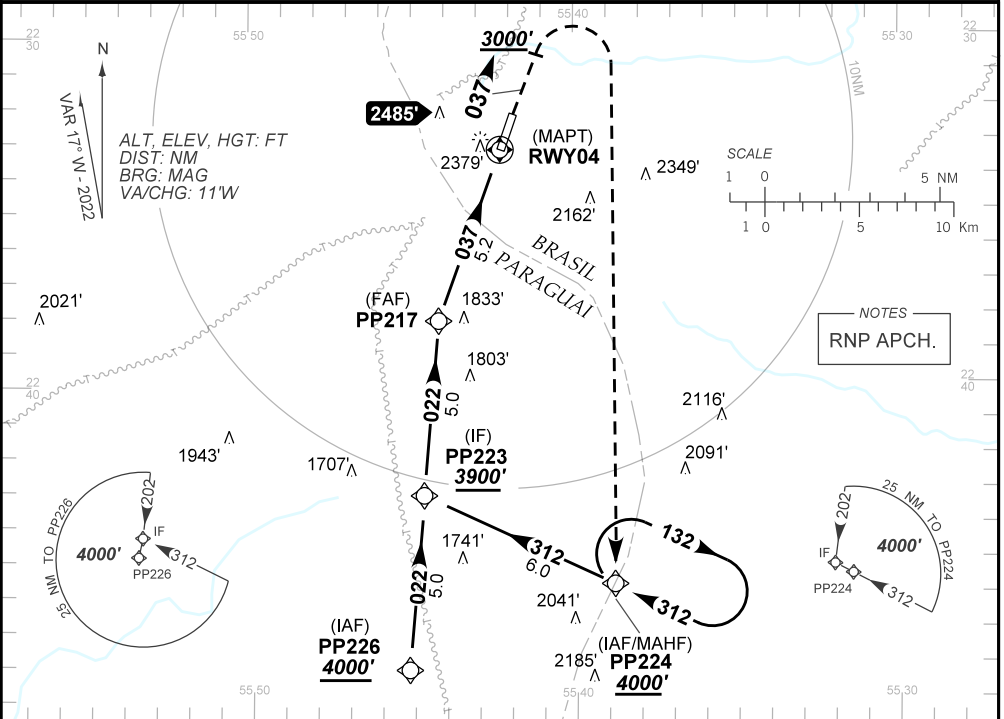 55 50
55 40
55 30
22 30
22 30
N
VAR 17° W - 2022
ALT, ELEV, HGT: FT
DIST: NM
BRG: MAG
VA/CHG: 11'W
3000'
037
2485'
2379'
(MAPT)
RWY04
10NM
2349'
2162'
SCALE
1 0 5 NM
1 0 5 10 Km
BRASIL
PARAGUAI
037
5.2
2021'
(FAF)
PP217
1833'
1803'
NOTES
RNP APCH.
22 40
22 40
022
5.0
2116'
2091'
1943'
1707'
(IF)
PP223
3900'
25 NM TO PP226
202
IF
4000'
312
PP226
1741'
312
6.0
132
312
25 NM TO PP224
202
4000'
IF
PP224
312
022
5.0
2041'
(IAF)
PP226
4000'
2185'
(IAF/MAHF)
PP224
4000'
55 50
55 40
55 30